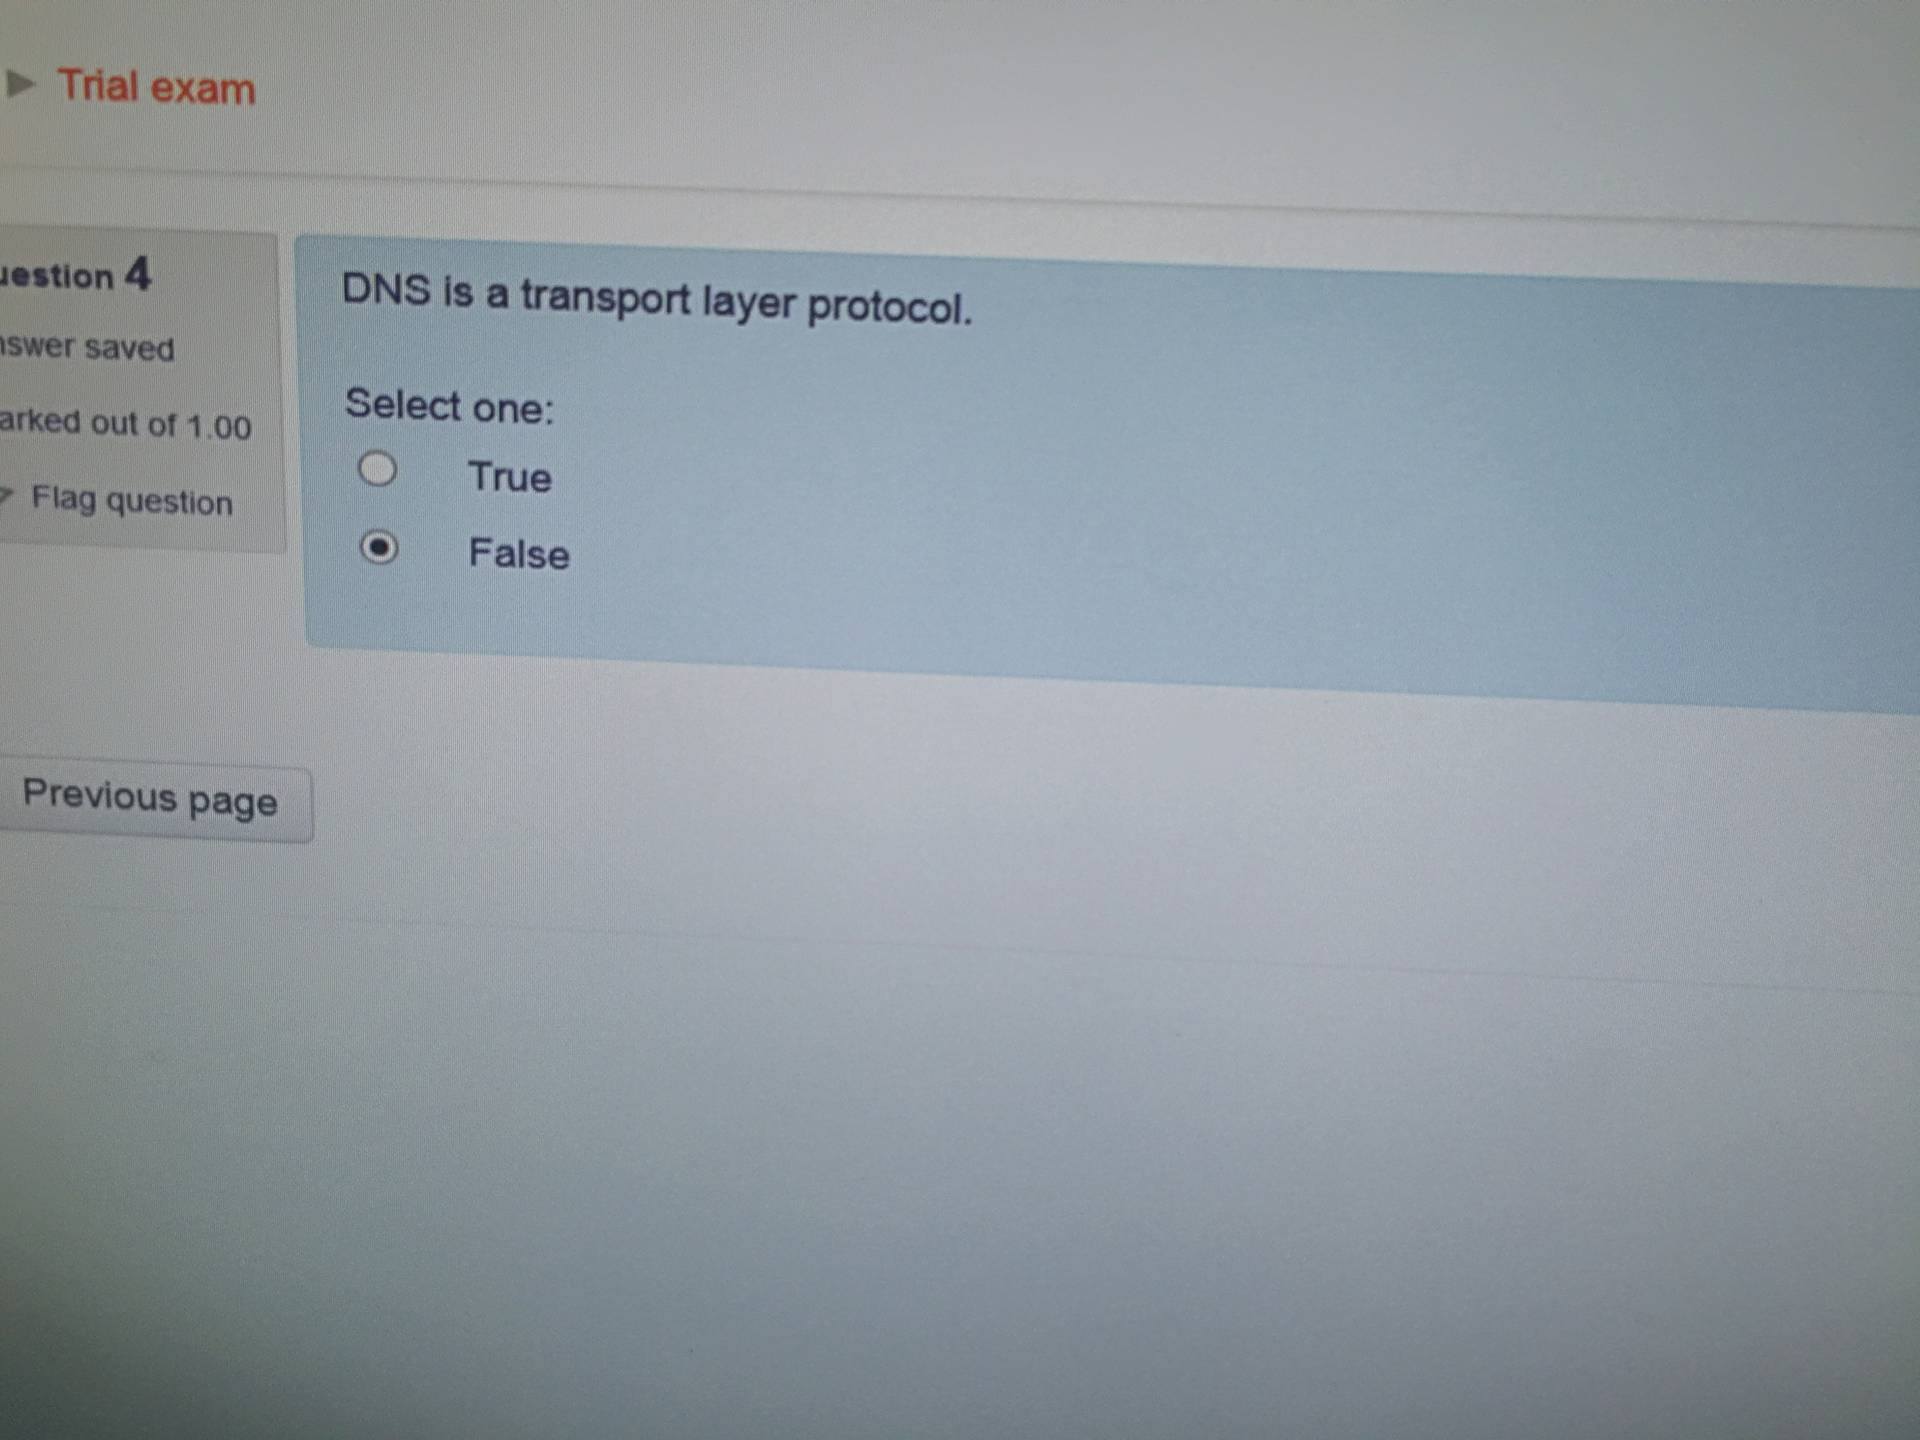 Trial exam
uestion 4
nswer saved
arked out of 1.00
Flag question
DNS is a transport layer protocol.
Select one:
True
False
Previous page